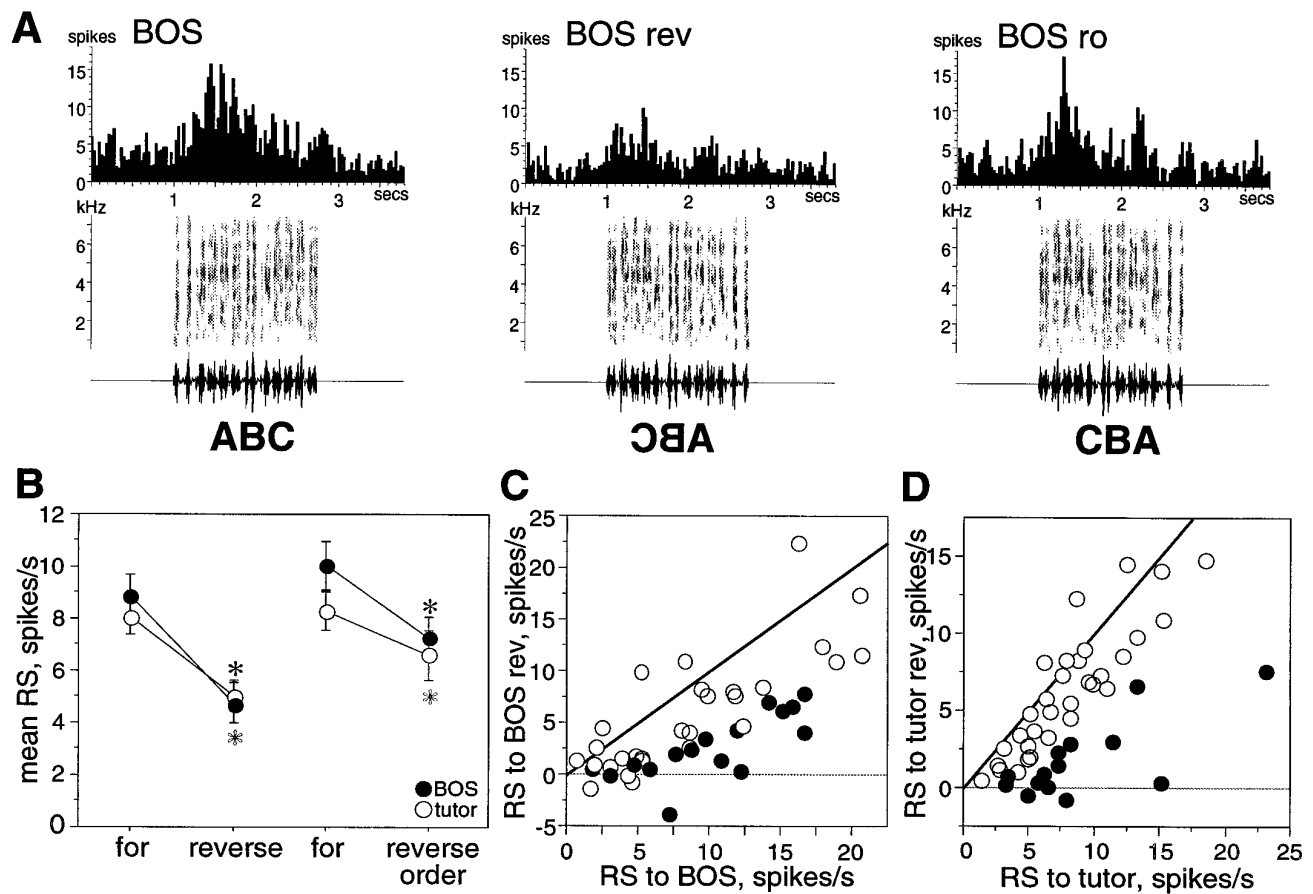 A
BOS
spikes
15
10
5
0
1 2 3 secs
kHz
6
4
2
ABC
BOS rev
spikes
15
10
5
0
1 2 3 secs
kHz
6
4
2
ƆᗺA
BOS ro
spikes
15
10
5
0
1 2 3 secs
kHz
6
4
2
CBA
B
mean RS, spikes/s
12
10
8
6
4
2
0
*
*
*
*
BOS
tutor
for reverse for reverse order
C
RS to BOS rev, spikes/s
25
20
15
10
5
0
-5
0 5 10 15 20
RS to BOS, spikes/s
D
RS to tutor rev, spikes/s
15
10
5
0
0 5 10 15 20 25
RS to tutor, spikes/s